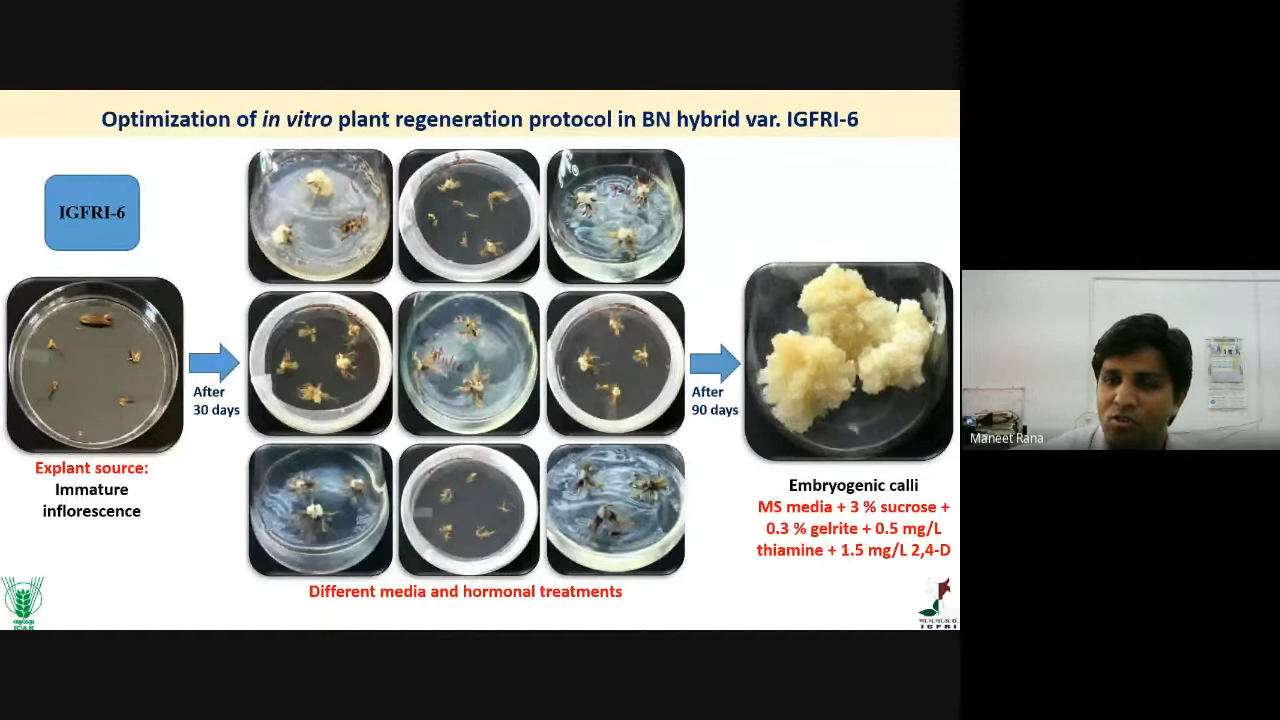 Optimization of in vitro plant regeneration protocol in BN hybrid var. IGFRI-6
IGFRI-6
After
30 days
After
90 days
Explant source:
Immature
inflorescence
Embryogenic calli
MS media + 3 % sucrose +
0.3 % gelrite + 0.5 mg/L
thiamine + 1.5 mg/L 2,4-D
Different media and hormonal treatments
ICAR
IGFRI
Maneet Rana